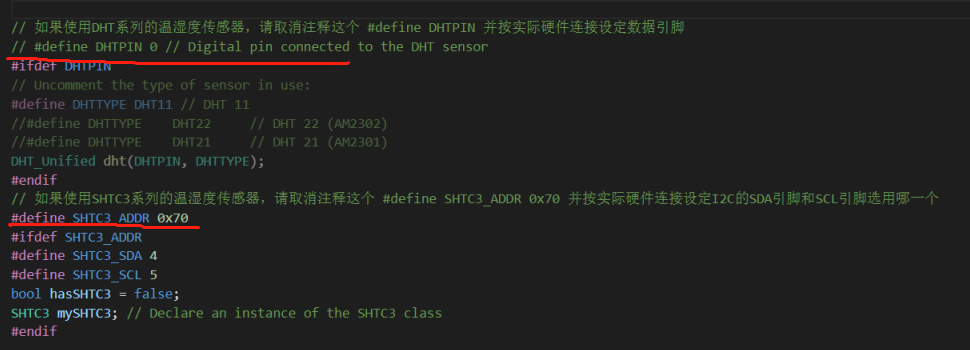 // 如果使用DHT系列的温湿度传感器，请取消注释这个 #define DHTPIN 并按实际硬件连接设定数据引脚
// #define DHTPIN 0 // Digital pin connected to the DHT sensor
#ifdef DHTPIN
// Uncomment the type of sensor in use:
#define DHTTYPE DHT11 // DHT 11
//#define DHTTYPE    DHT22     // DHT 22 (AM2302)
//#define DHTTYPE    DHT21     // DHT 21 (AM2301)
DHT_Unified dht(DHTPIN, DHTTYPE);
#endif
// 如果使用SHTC3系列的温湿度传感器，请取消注释这个 #define SHTC3_ADDR 0x70 并按实际硬件连接设定I2C的SDA引脚和SCL引脚选用哪一个
#define SHTC3_ADDR 0x70
#ifdef SHTC3_ADDR
#define SHTC3_SDA 4
#define SHTC3_SCL 5
bool hasSHTC3 = false;
SHTC3 mySHTC3; // Declare an instance of the SHTC3 class
#endif